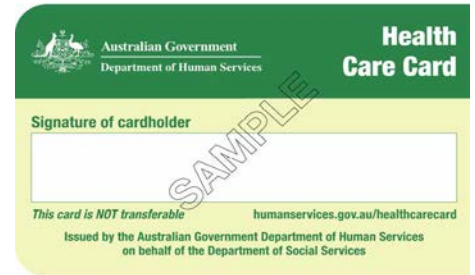 Australian Government
Department of Human Services
Health
Care Card
Signature of cardholder
SAMPLE
This card is NOT transferable
humanservices.gov.au/healthcarecard
Issued by the Australian Government Department of Human Services
on behalf of the Department of Social Services